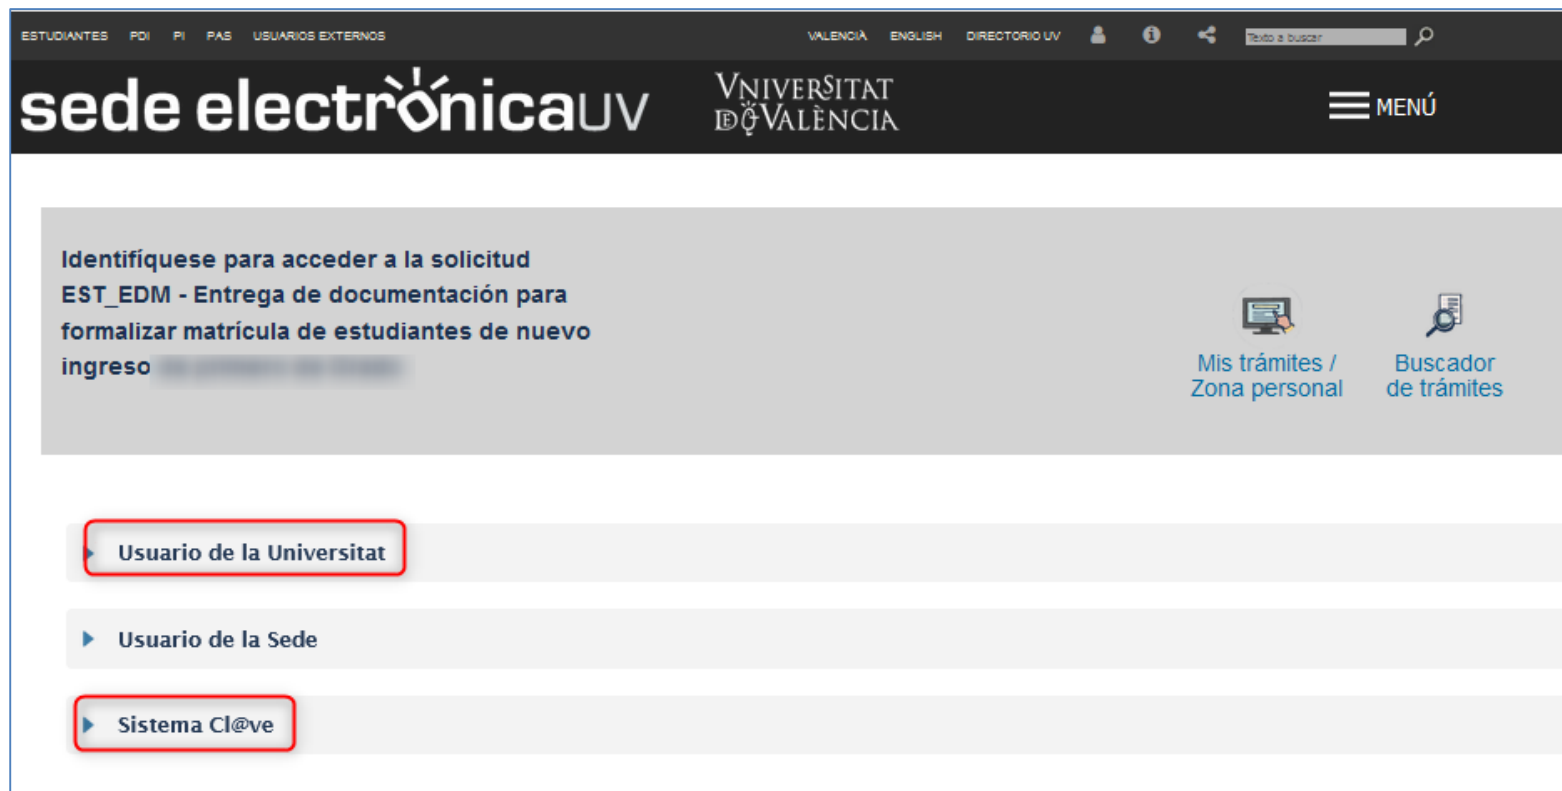 ESTUDIANTES PDI PI PAS USUARIOS EXTERNOS VALENCIÀ ENGLISH DIRECTORIO UV Texto a buscar
sede electrónicauv VNIVERSITAT
DE VALÈNCIA MENÚ
Identifíquese para acceder a la solicitud
EST_EDM - Entrega de documentación para
formalizar matrícula de estudiantes de nuevo
ingreso
Mis trámites /
Zona personal
Buscador
de trámites
Usuario de la Universitat
Usuario de la Sede
Sistema Cl@ve